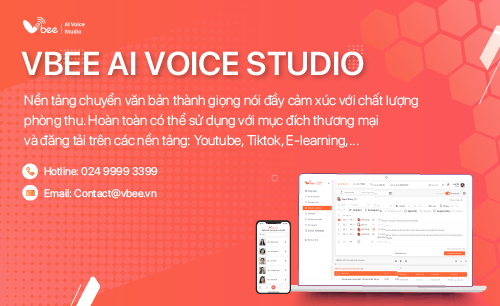 Vbee
AI Voice
Studio
VBEE AI VOICE STUDIO
Nền tảng chuyển văn bản thành giọng nói đầy cảm xúc với chất lượng
phòng thu. Hoàn toàn có thể sử dụng với mục đích thương mại
và đăng tải trên các nền tảng: Youtube, Tiktok, E-learning,...
Hotline: 024 9999 3399
Email: Contact@vbee.vn